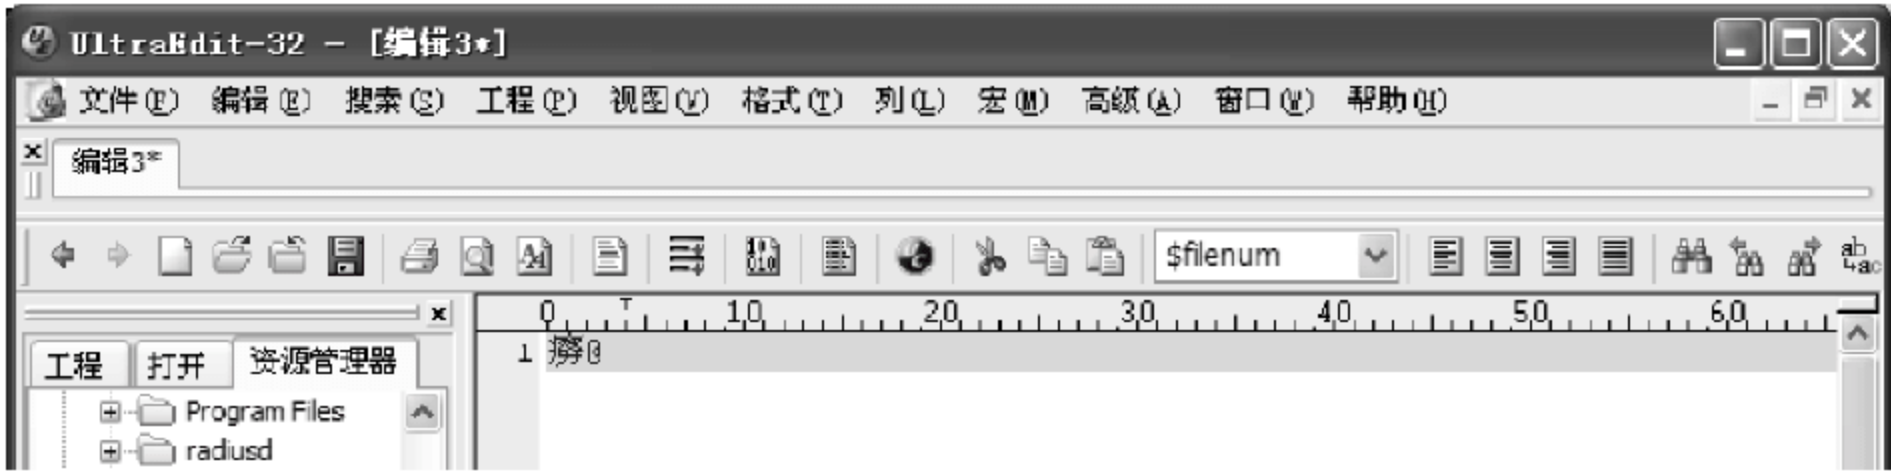 UltraEdit-32 - [编辑3*]
文件(F) 编辑(E) 搜索(S) 工程(P) 视图(V) 格式(T) 列(L) 宏(M) 高级(A) 窗口(W) 帮助(H)
编辑3*
$filenum
0 10 20 30 40 50 60
1
工程 打开 资源管理器
Program Files
radiusd